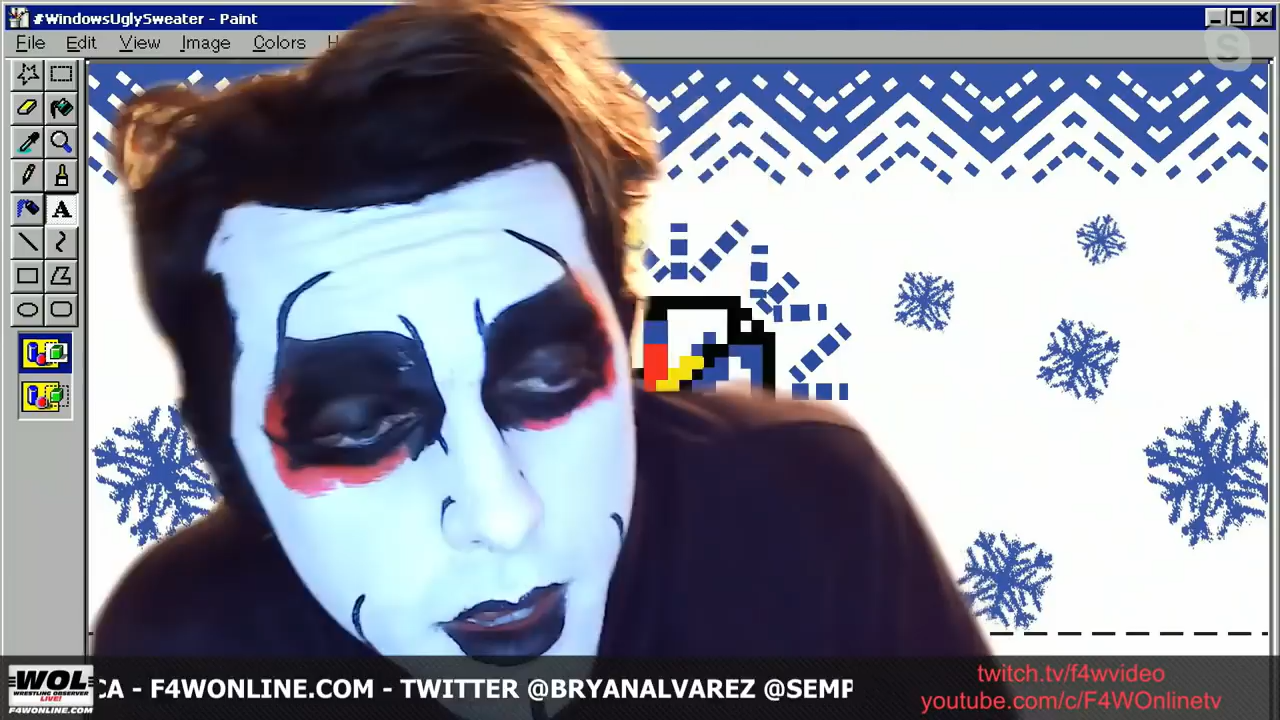 #WindowsUglySweater - Paint
File Edit View Image Colors H
A
WOL
WRESTLING OBSERVER
LIVE!
F4WONLINE.COM
CA - F4WONLINE.COM - TWITTER @BRYANALVAREZ @SEMP
twitch.tv/f4wvideo
youtube.com/c/F4WOnlinetv